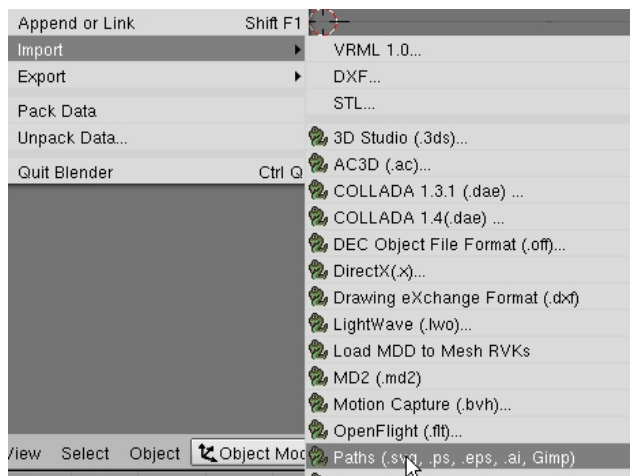 Append or Link Shift F1
Import
Export
Pack Data
Unpack Data...
Quit Blender Ctrl Q
VRML 1.0...
DXF...
STL...
3D Studio (.3ds)...
AC3D (.ac)...
COLLADA 1.3.1 (.dae) ...
COLLADA 1.4(.dae) ...
DEC Object File Format (.off)...
DirectX(.x)...
Drawing eXchange Format (.dxf)
LightWave (.lwo)...
Load MDD to Mesh RVKs
MD2 (.md2)
Motion Capture (.bvh)...
OpenFlight (.flt)...
Paths (.svg, .ps, .eps, .ai, Gimp)
View Select Object Object Mod